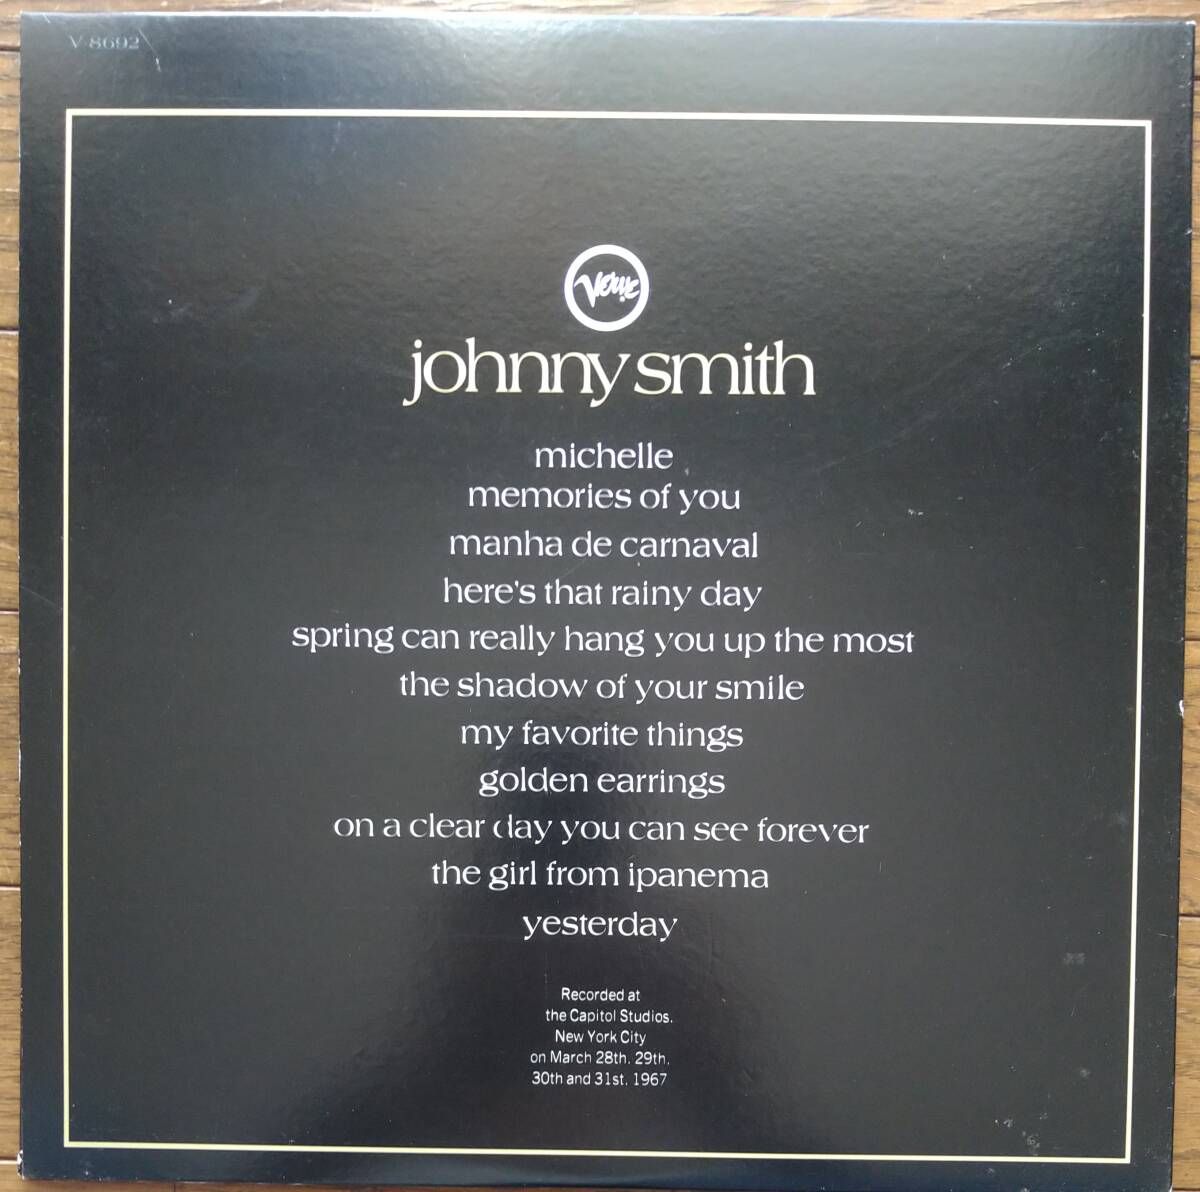 V-8692
Verve
johnny smith
michelle
memories of you
manha de carnaval
here's that rainy day
spring can really hang you up the most
the shadow of your smile
my favorite things
golden earrings
on a clear day you can see forever
the girl from ipanema
yesterday
Recorded at
the Capitol Studios.
New York City
on March 28th. 29th.
30th and 31st. 1967